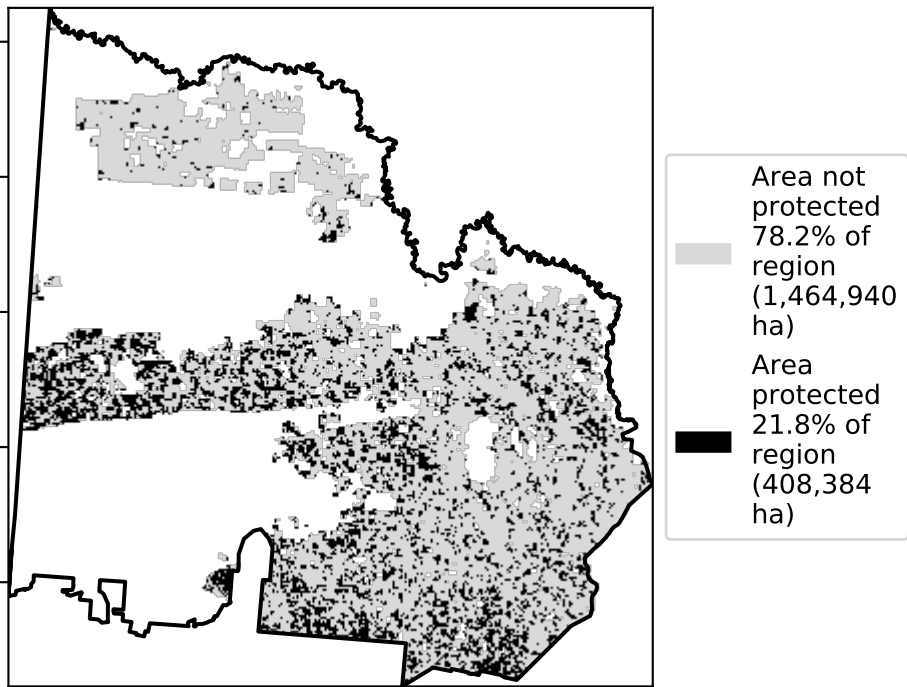 Area not
protected
78.2% of
region
(1,464,940
ha)
Area
protected
21.8% of
region
(408,384
ha)